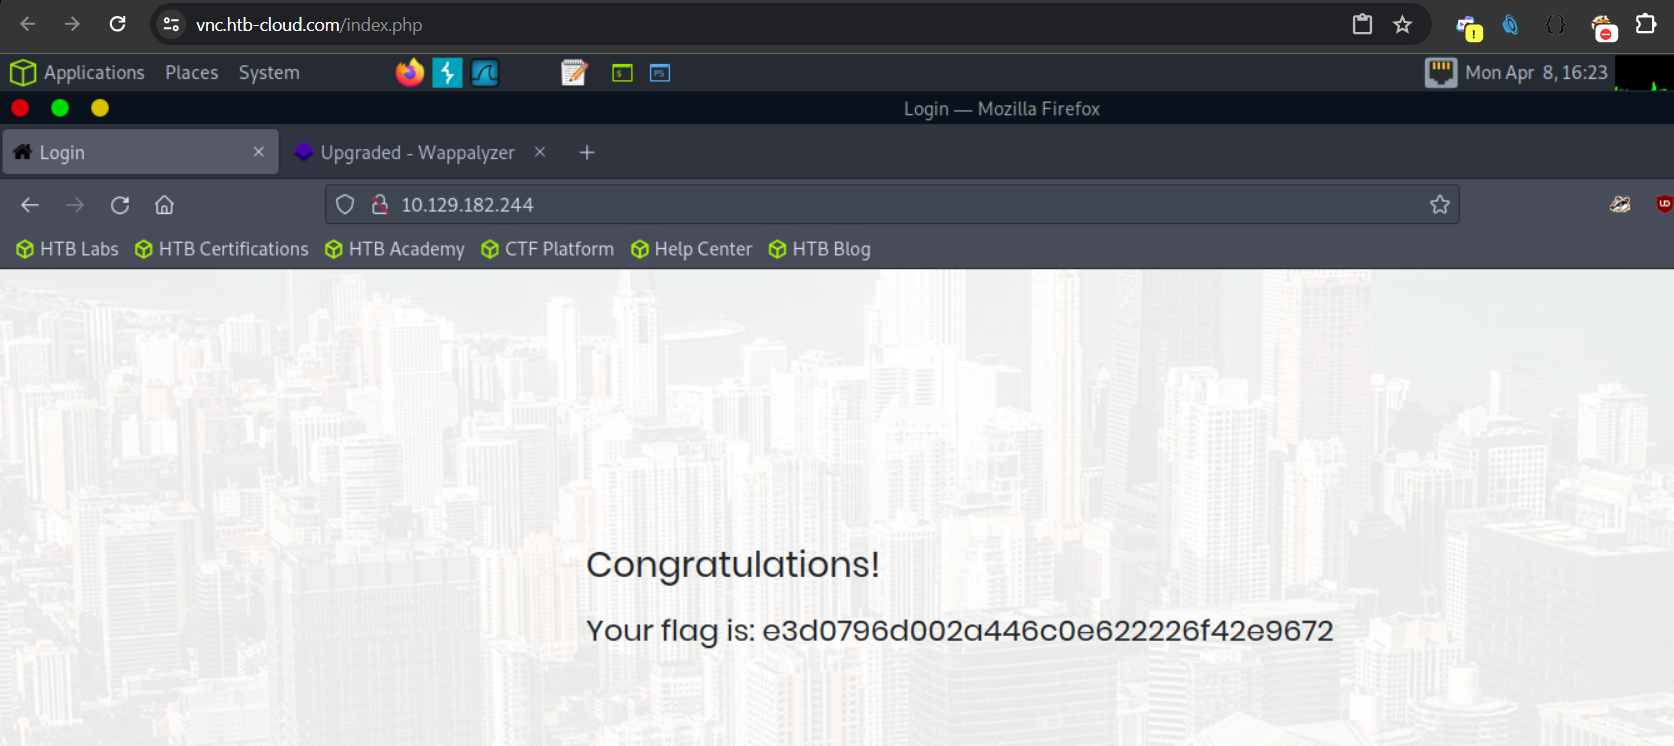 vnc.htb-cloud.com/index.php
Applications Places System Mon Apr 8, 16:23
Login — Mozilla Firefox
Login Upgraded - Wappalyzer
10.129.182.244
HTB Labs HTB Certifications HTB Academy CTF Platform Help Center HTB Blog
Congratulations!
Your flag is: e3d0796d002a446c0e622226f42e9672